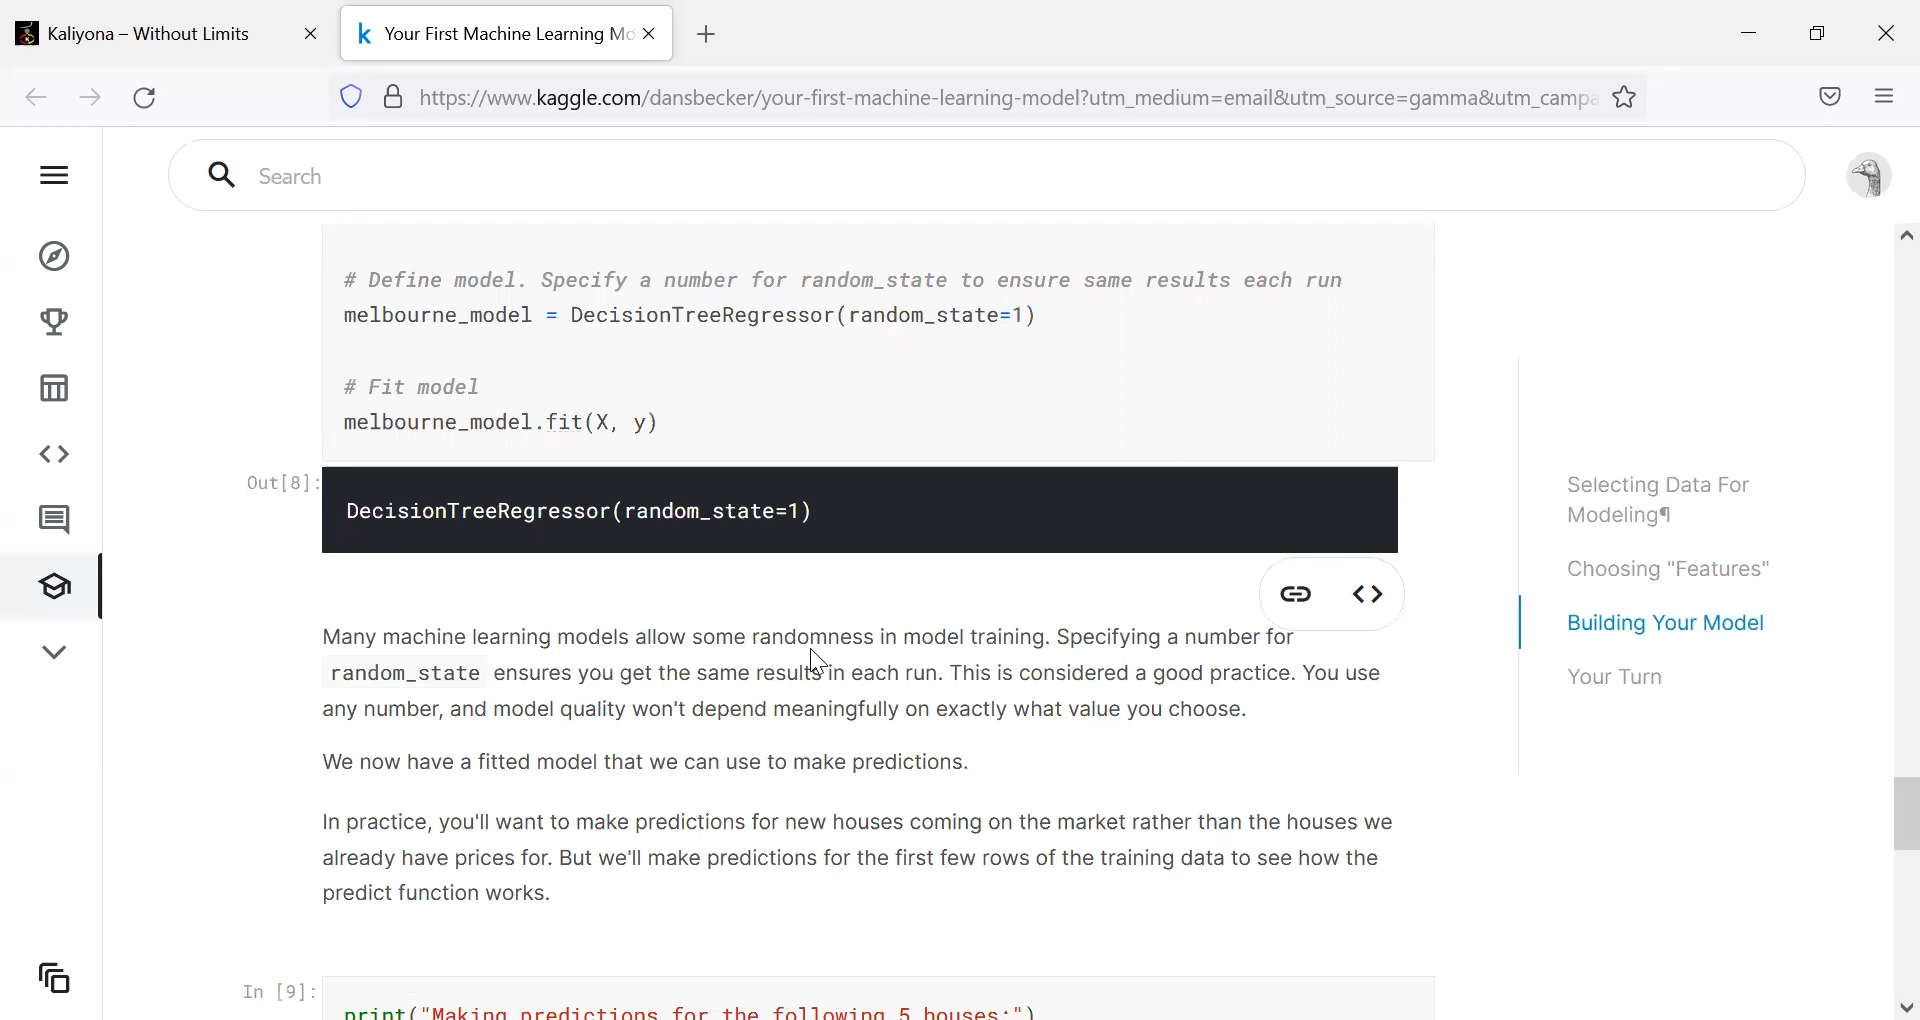 Kaliyona – Without Limits
Your First Machine Learning Mo
https://www.kaggle.com/dansbecker/your-first-machine-learning-model?utm_medium=email&utm_source=gamma&utm_campa
Search
# Define model. Specify a number for random_state to ensure same results each run
melbourne_model = DecisionTreeRegressor(random_state=1)
# Fit model
melbourne_model.fit(X, y)
Out[8]:
DecisionTreeRegressor(random_state=1)
Many machine learning models allow some randomness in model training. Specifying a number for
random_state ensures you get the same results in each run. This is considered a good practice. You use
any number, and model quality won't depend meaningfully on exactly what value you choose.
We now have a fitted model that we can use to make predictions.
In practice, you'll want to make predictions for new houses coming on the market rather than the houses we
already have prices for. But we'll make predictions for the first few rows of the training data to see how the
predict function works.
In [9]:
print("Making predictions for the following 5 houses:")
Selecting Data For
Modeling¶
Choosing "Features"
Building Your Model
Your Turn